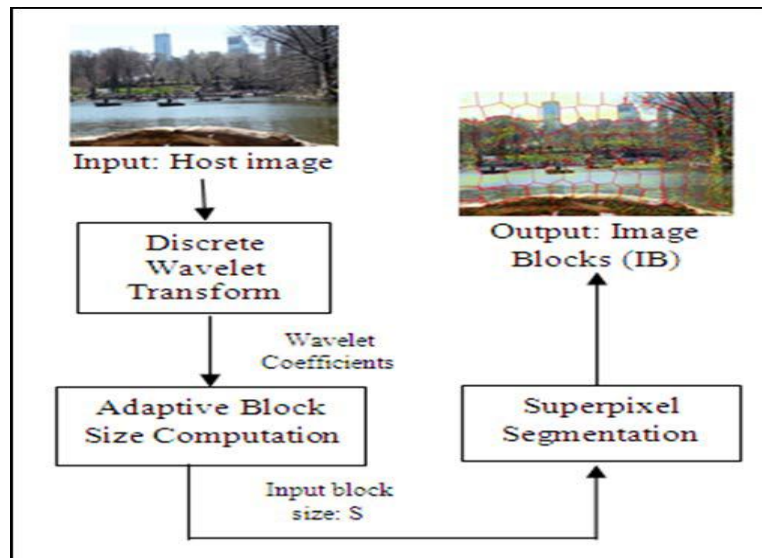 Input: Host image
Discrete
Wavelet
Transform
Wavelet
Coefficients
Adaptive Block
Size Computation
Input block
size: S
Superpixel
Segmentation
Output: Image
Blocks (IB)